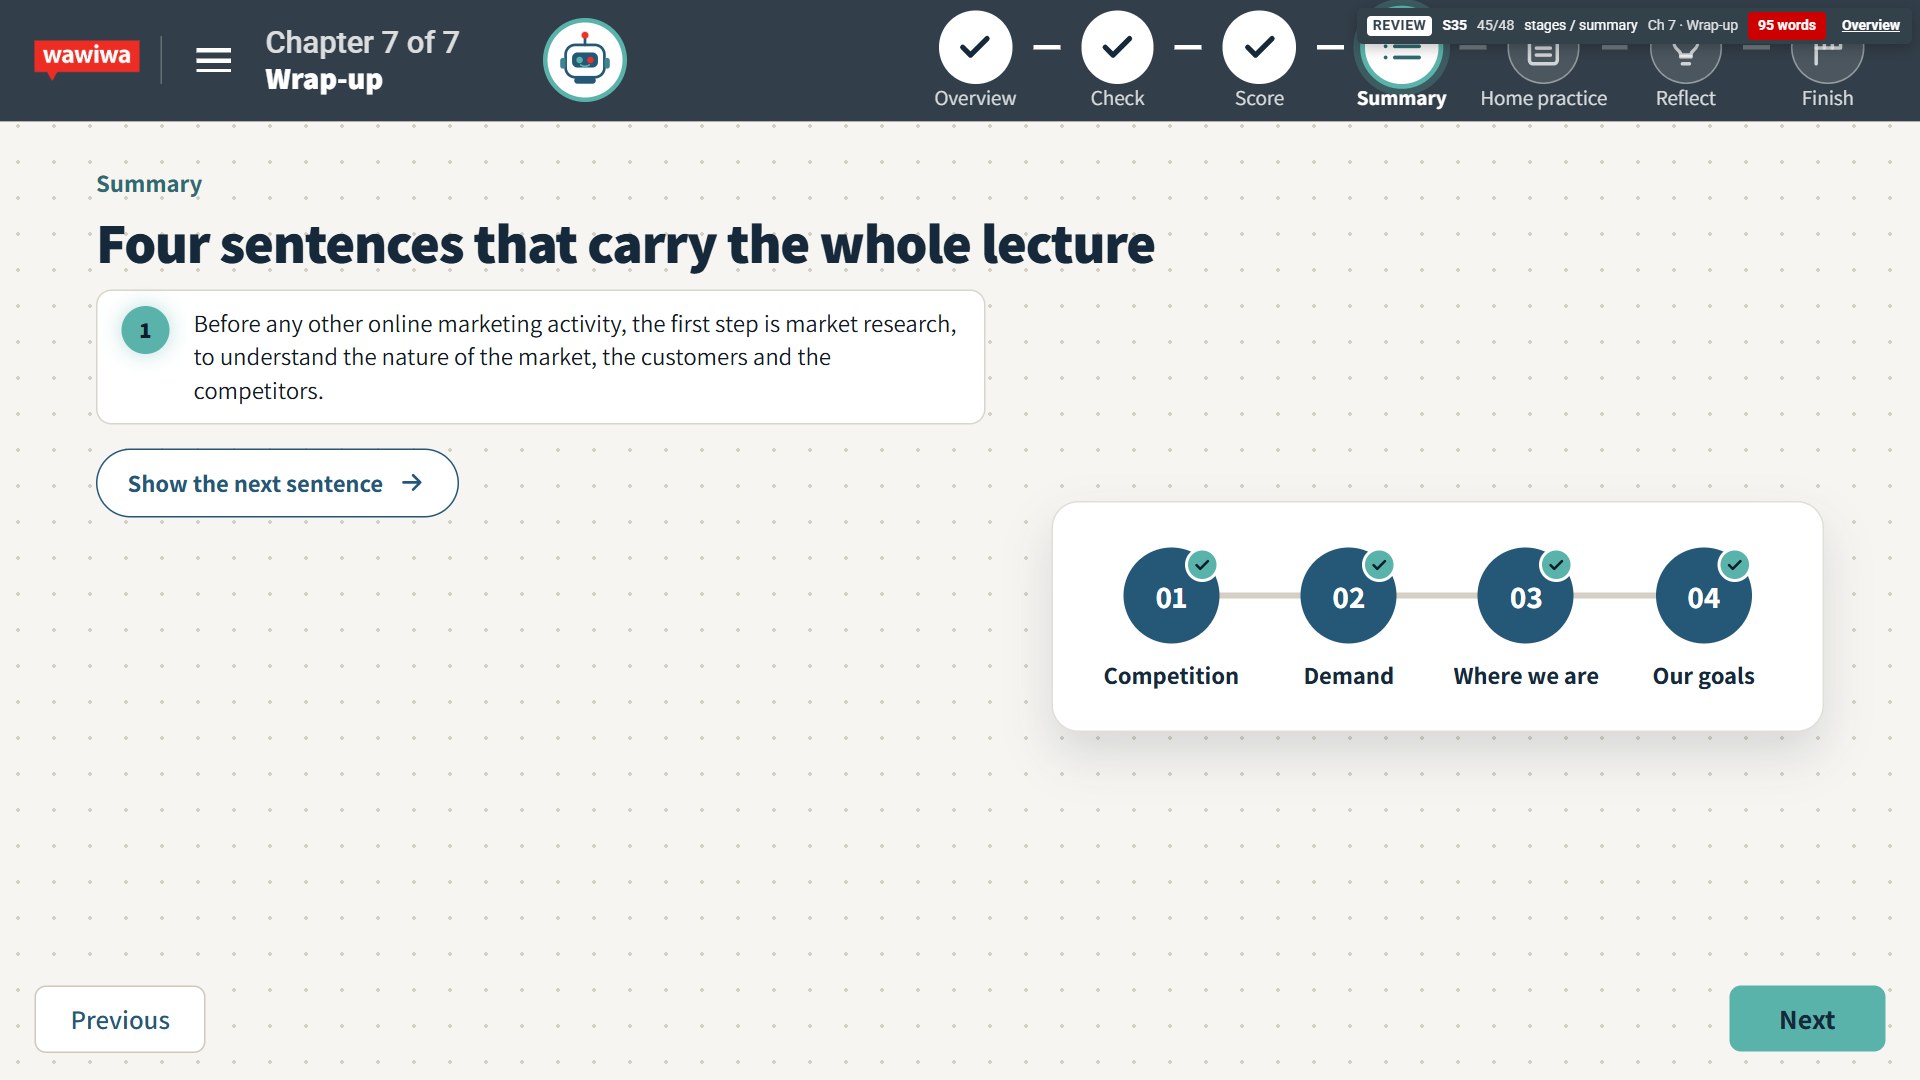 wawiwa
Chapter 7 of 7
Wrap-up
REVIEW S35 45/48 stages / summary Ch 7 · Wrap-up 95 words Overview
Overview
Check
Score
Summary
Home practice
Reflect
Finish
Summary
Four sentences that carry the whole lecture
1
Before any other online marketing activity, the first step is market research,
to understand the nature of the market, the customers and the
competitors.
Show the next sentence
01 02 03 04
Competition Demand Where we are Our goals
Previous
Next